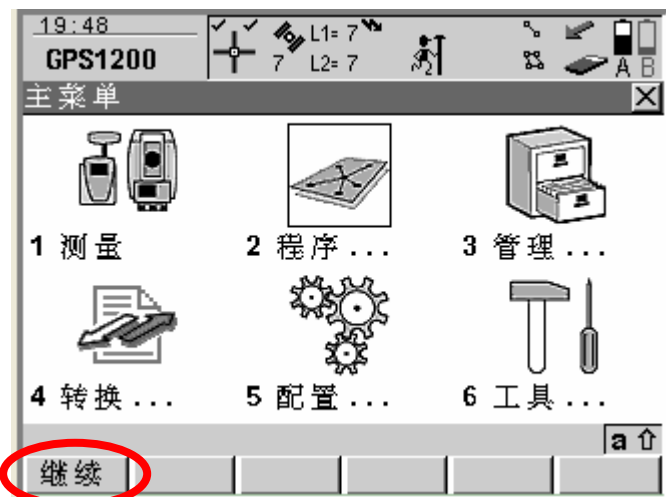 19:48
GPS1200
L1= 7
7 L2= 7
A B
主菜单
1 测量
2 程序...
3 管理...
4 转换...
5 配置...
6 工具...
a
继续